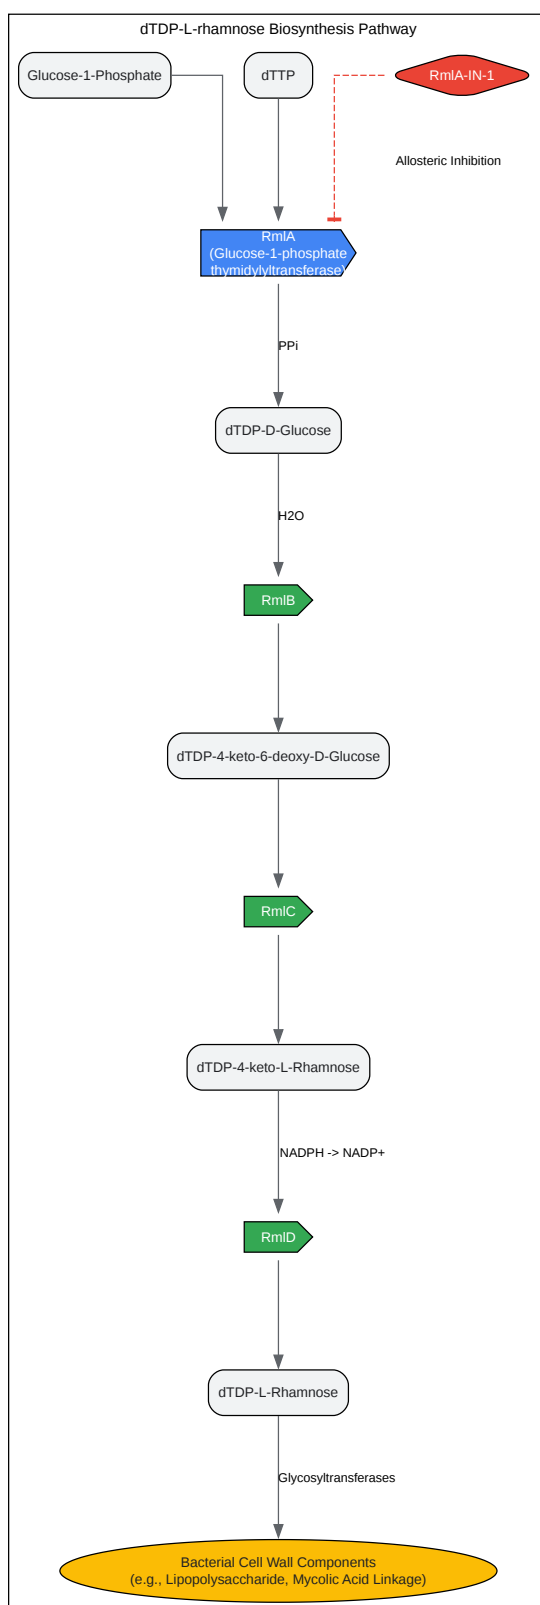 dTDP-L-rhamnose Biosynthesis Pathway
Glucose-1-Phosphate
dTTP
RmlA-IN-1
Allosteric Inhibition
RmlA
(Glucose-1-phosphate
thymidylyltransferase)
PPi
dTDP-D-Glucose
H2O
RmlB
dTDP-4-keto-6-deoxy-D-Glucose
RmlC
dTDP-4-keto-L-Rhamnose
NADPH -> NADP+
RmlD
dTDP-L-Rhamnose
Glycosyltransferases
Bacterial Cell Wall Components
(e.g., Lipopolysaccharide, Mycolic Acid Linkage)